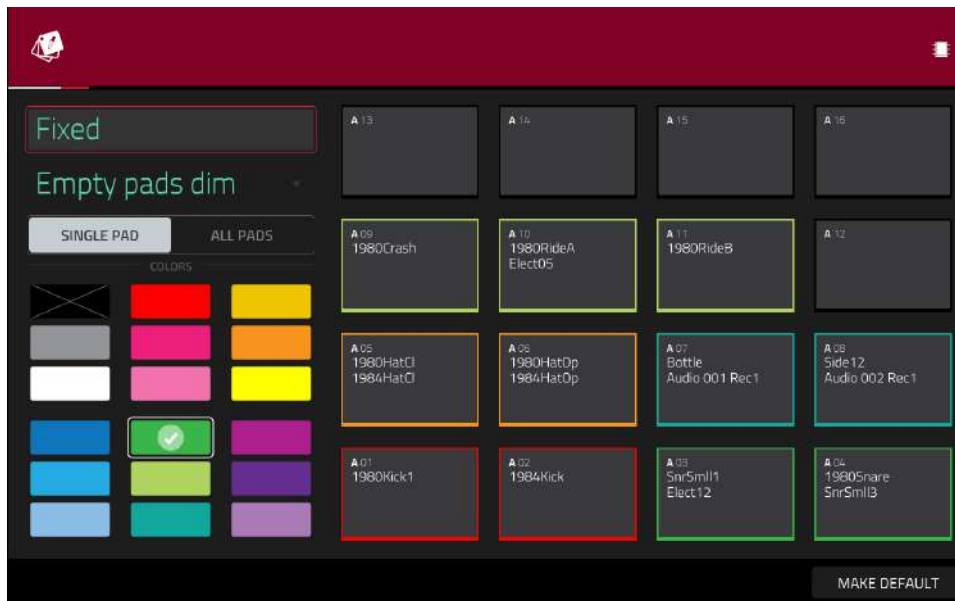 Fixed
Empty pads dim
SINGLE PAD ALL PADS
COLORS
A 13
A 14
A 15
A 16
A 09
1980Crash
A 10
1980RideA
Elect05
A 11
1980RideB
A 12
A 05
1980HatCl
1984HatCl
A 06
1980HatOp
1984HatOp
A 07
Bottle
Audio 001 Rec1
A 08
Side12
Audio 002 Rec1
A 01
1980Kick1
A 02
1984Kick
A 03
SnrSmll1
Elect12
A 04
1980Snare
SnrSmll3
MAKE DEFAULT